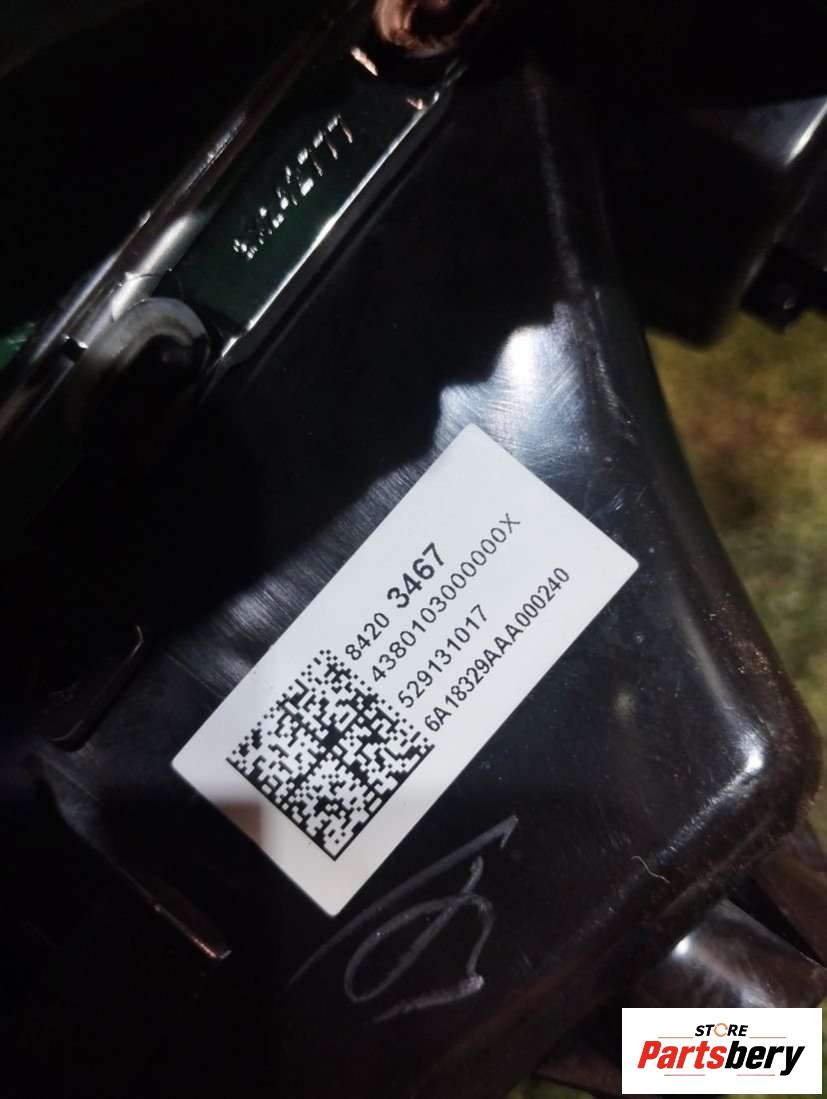 8420 3467
4380103000000X
529131017
6A18329AAA000240
STORE
Partsbery